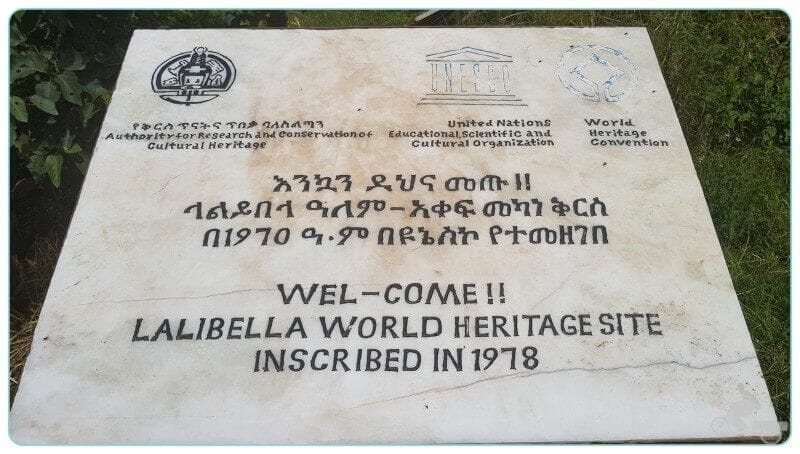 UNESCO
የቅርስ ጥናትና ጥበቃ ባለስልጣን
Authority for Research and Conservation of
Cultural Heritage
United Nations
Educational, Scientific and
Cultural Organization
World
Heritage
Convention
እንኳን ደህና መጡ!!
ላልይበላ ዓለም-አቀፍ መካነ ቅርስ
በ1970 ዓ.ም በዩኔስኮ የተመዘገበ
WEL-COME!!
LALIBELLA WORLD HERITAGE SITE
INSCRIBED IN 1978